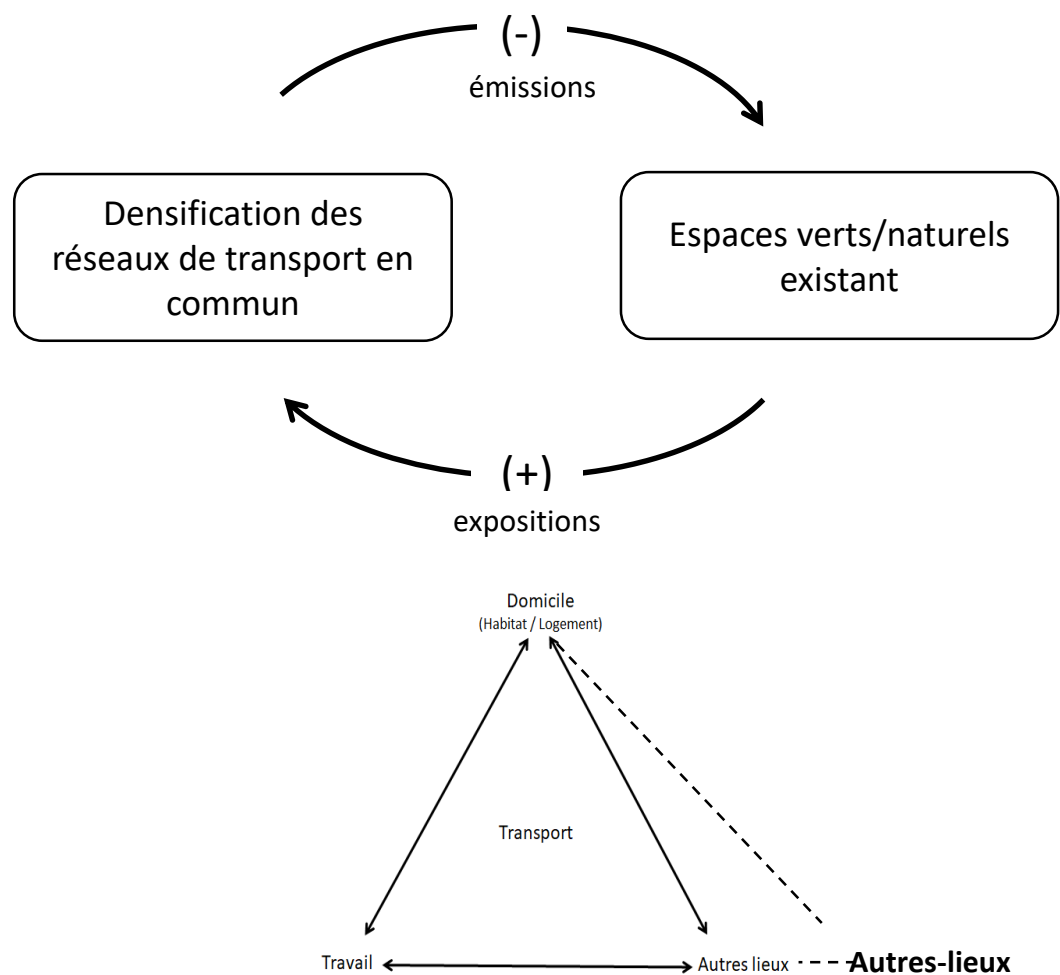 (-)
émissions
Densification des
réseaux de transport en
commun
Espaces verts/naturels
existant
(+)
expositions
Domicile
(Habitat / Logement)
Transport
Travail
Autres lieux
Autres-lieux